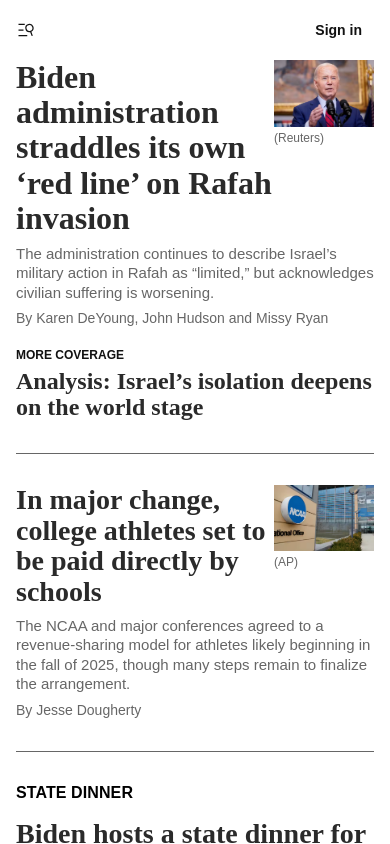 Sign in
Biden
administration
straddles its own
‘red line’ on Rafah
invasion
(Reuters)
The administration continues to describe Israel’s
military action in Rafah as “limited,” but acknowledges
civilian suffering is worsening.
By Karen DeYoung, John Hudson and Missy Ryan
MORE COVERAGE
Analysis: Israel’s isolation deepens
on the world stage
In major change,
college athletes set to
be paid directly by
schools
NCAA
ational Office
(AP)
The NCAA and major conferences agreed to a
revenue-sharing model for athletes likely beginning in
the fall of 2025, though many steps remain to finalize
the arrangement.
By Jesse Dougherty
STATE DINNER
Biden hosts a state dinner for